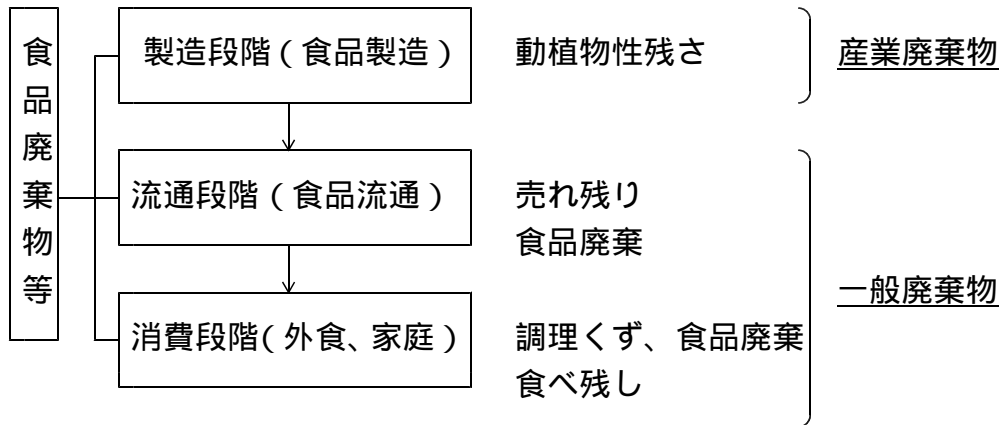 食品廃棄物等
製造段階(食品製造) 動植物性残さ 産業廃棄物
流通段階(食品流通) 売れ残り
食品廃棄
一般廃棄物
消費段階(外食、家庭) 調理くず、食品廃棄
食べ残し